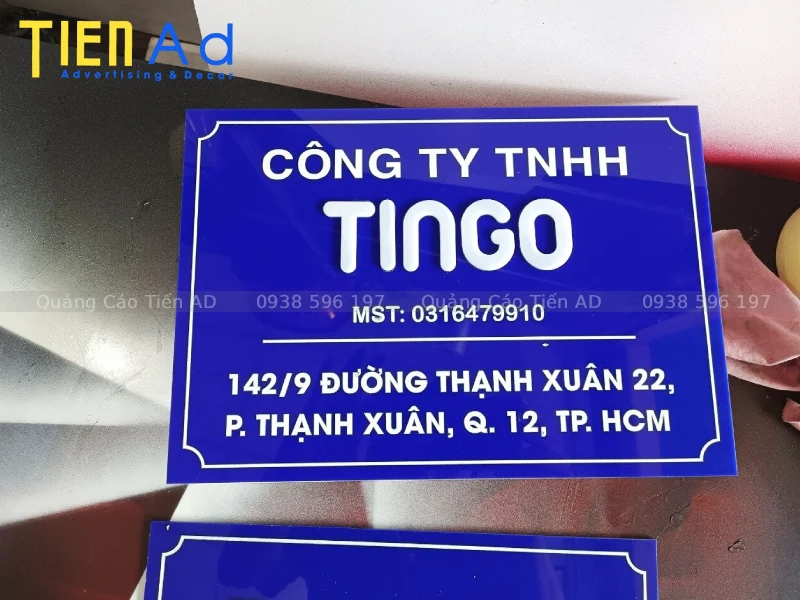 TIEN Ad
Advertising & Decor
CÔNG TY TNHH
TINGO
Quảng Cáo Tiến AD 0938 596 197 Quảng Cáo Tiến AD 0938 596 197
MST: 0316479910
142/9 ĐƯỜNG THẠNH XUÂN 22,
P. THẠNH XUÂN, Q. 12, TP. HCM